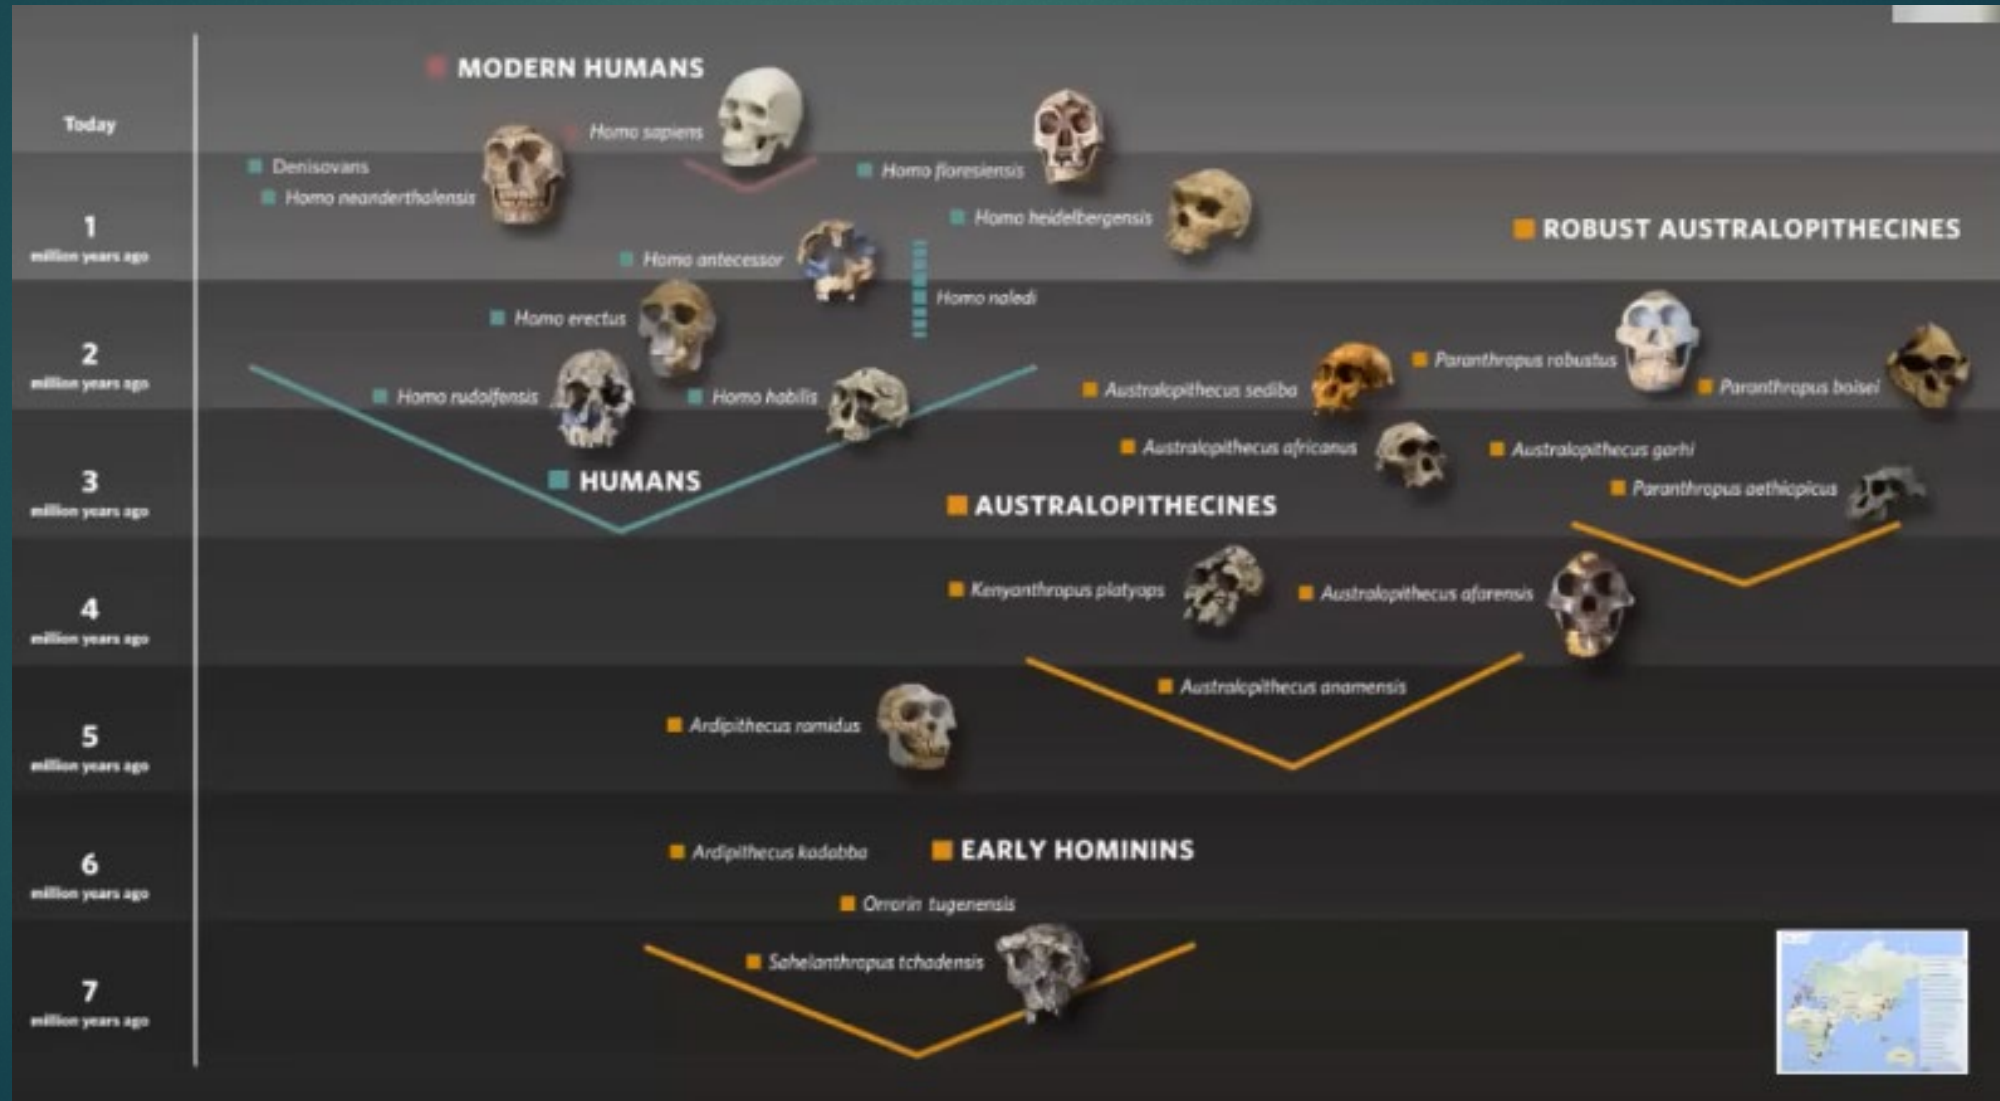 MODERN HUMANS
Today
Homo sapiens
Denisovans
Homo floresiensis
Homo neanderthalensis
1
million years ago
Homo heidelbergensis
ROBUST AUSTRALOPITHECINES
Homo antecessor
Homo naledi
Homo erectus
2
million years ago
Paranthropus robustus
Paranthropus boisei
Australopithecus sediba
Homo rudolfensis
Homo habilis
Australopithecus africanus
Australopithecus garhi
3
million years ago
HUMANS
Paranthropus aethiopicus
AUSTRALOPITHECINES
Kenyanthropus platyops
Australopithecus afarensis
4
million years ago
Australopithecus anamensis
Ardipithecus ramidus
5
million years ago
Ardipithecus kadabba
EARLY HOMININS
6
million years ago
Orrorin tugenensis
Sahelanthropus tchadensis
7
million years ago